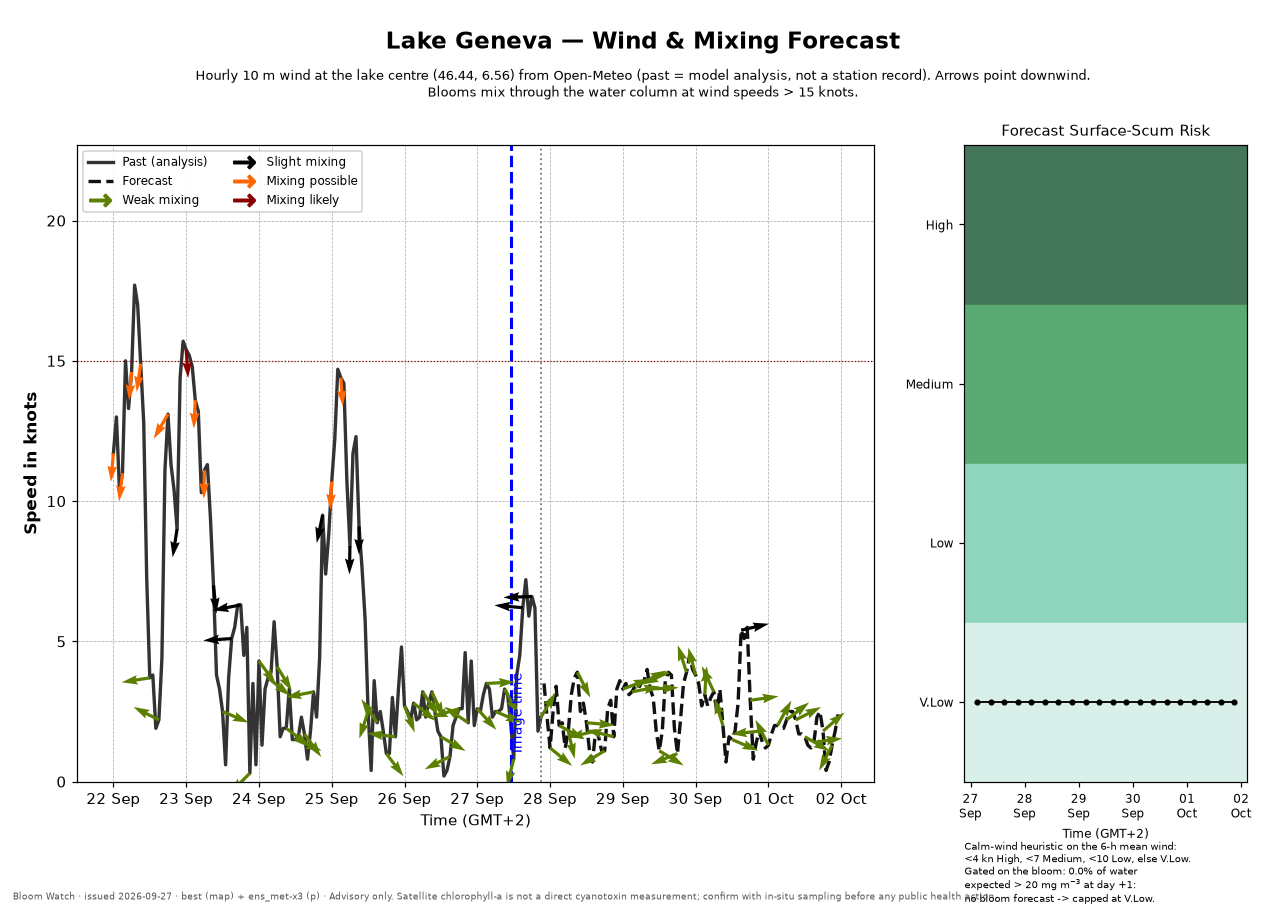 Lake Geneva — Wind & Mixing Forecast
Hourly 10 m wind at the lake centre (46.44, 6.56) from Open-Meteo (past = model analysis, not a station record). Arrows point downwind.
Blooms mix through the water column at wind speeds > 15 knots.
Past (analysis)
Forecast
Weak mixing
Slight mixing
Mixing possible
Mixing likely
Speed in knots
20
15
10
5
0
image time
22 Sep 23 Sep 24 Sep 25 Sep 26 Sep 27 Sep 28 Sep 29 Sep 30 Sep 01 Oct 02 Oct
Time (GMT+2)
Forecast Surface-Scum Risk
High
Medium
Low
V.Low
27 28 29 30 01 02
Sep Sep Sep Sep Oct Oct
Time (GMT+2)
Calm-wind heuristic on the 6-h mean wind:
<4 kn High, <7 Medium, <10 Low, else V.Low.
Gated on the bloom: 0.0% of water
expected > 20 mg m⁻³ at day +1:
no bloom forecast -> capped at V.Low.
Bloom Watch · issued 2026-09-27 · best (map) + ens_met-x3 (p) · Advisory only. Satellite chlorophyll-a is not a direct cyanotoxin measurement; confirm with in-situ sampling before any public health action.